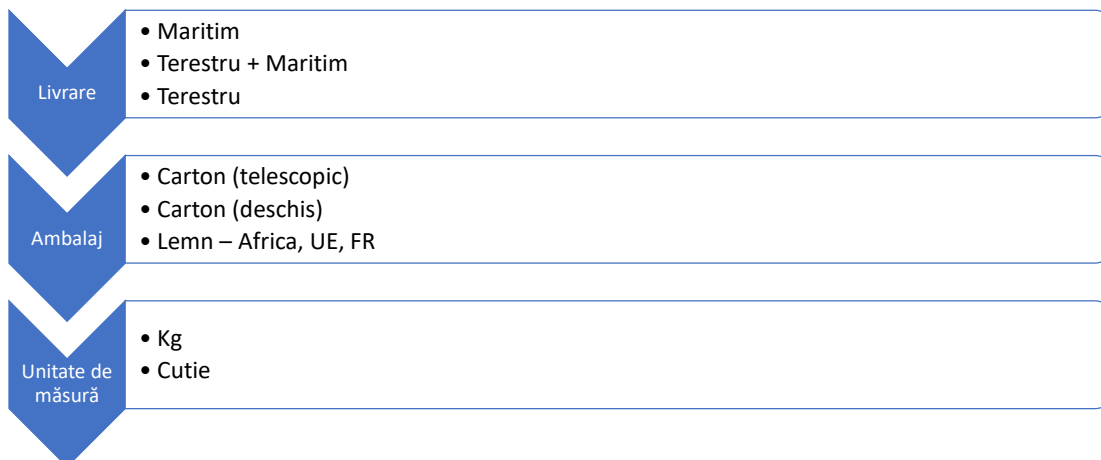 Livrare
• Maritim
• Terestru + Maritim
• Terestru
Ambalaj
• Carton (telescopic)
• Carton (deschis)
• Lemn – Africa, UE, FR
Unitate de
măsură
• Kg
• Cutie